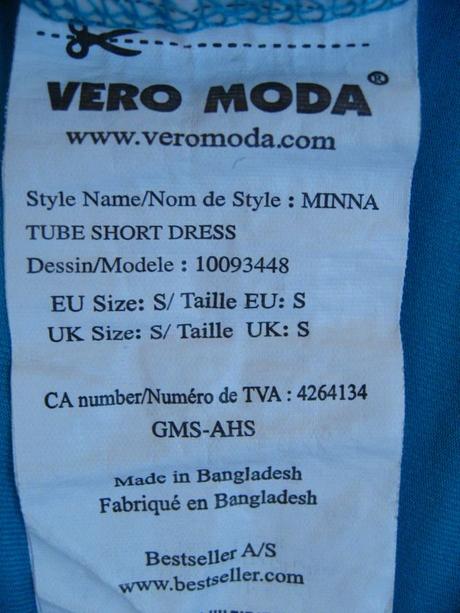 VERO MODA®
www.veromoda.com
Style Name/Nom de Style : MINNA
TUBE SHORT DRESS
Dessin/Modele : 10093448
EU Size: S/ Taille EU: S
UK Size: S/ Taille UK: S
CA number/Numéro de TVA : 4264134
GMS-AHS
Made in Bangladesh
Fabriqué en Bangladesh
Bestseller A/S
www.bestseller.com